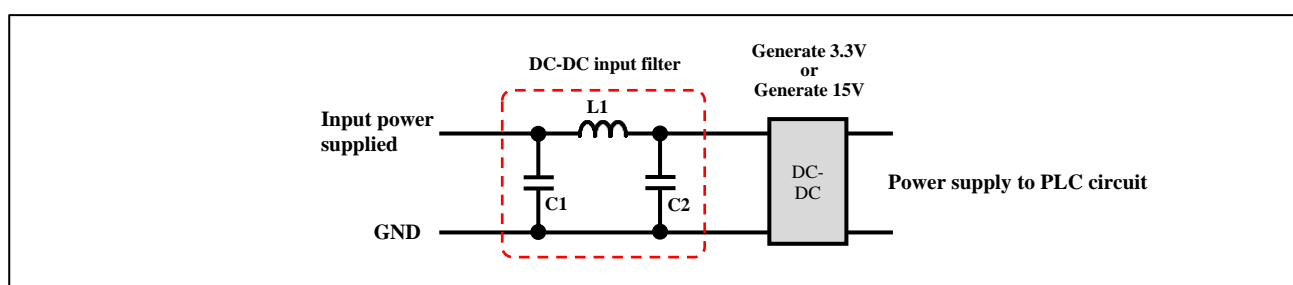 Generate 3.3V
or
Generate 15V
DC-DC input filter
L1
Input power
supplied
DC-
DC
Power supply to PLC circuit
C1
C2
GND